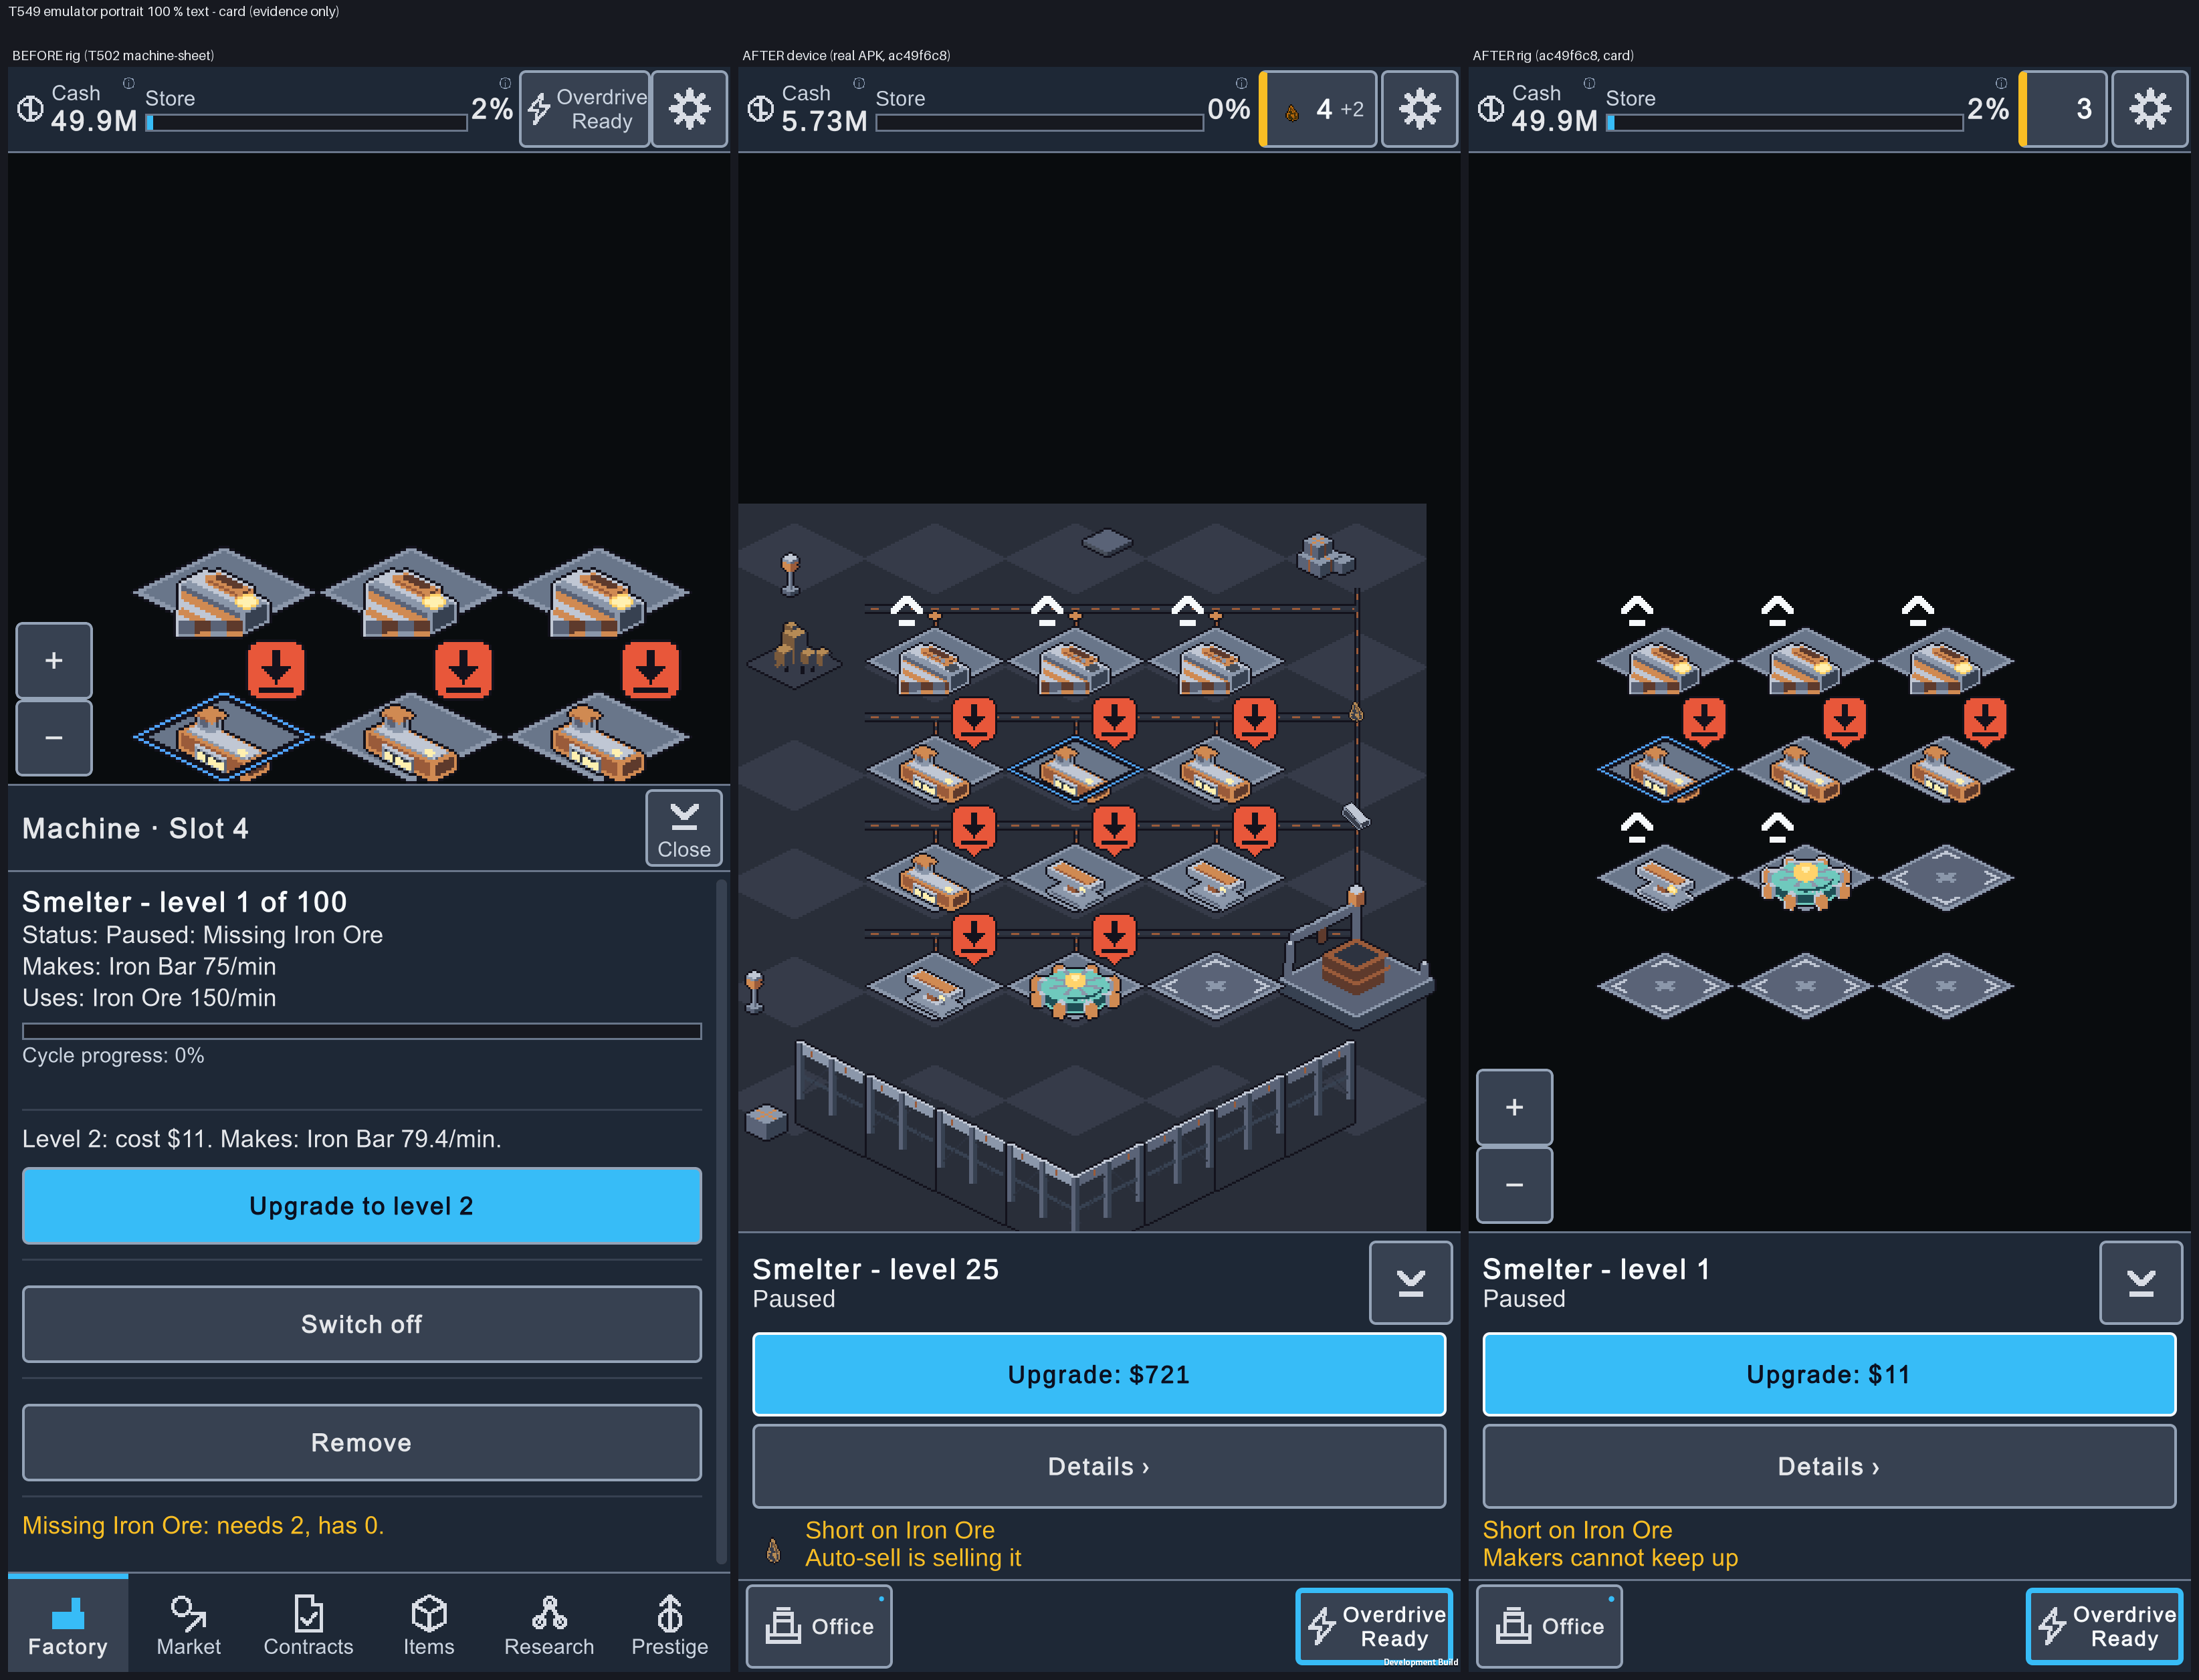 T549 emulator portrait 100 % text - card (evidence only)
BEFORE rig (T502 machine-sheet)
Cash
49.9M
Store
2%
Overdrive
Ready
+
−
Machine · Slot 4
Close
Smelter - level 1 of 100
Status: Paused: Missing Iron Ore
Makes: Iron Bar 75/min
Uses: Iron Ore 150/min
Cycle progress: 0%
Level 2: cost $11. Makes: Iron Bar 79.4/min.
Upgrade to level 2
Switch off
Remove
Missing Iron Ore: needs 2, has 0.
Factory
Market
Contracts
Items
Research
Prestige
AFTER device (real APK, ac49f6c8)
Cash
5.73M
Store
0%
4 +2
Smelter - level 25
Paused
Upgrade: $721
Details ›
Short on Iron Ore
Auto-sell is selling it
Office
Overdrive
Ready
Development Build
AFTER rig (ac49f6c8, card)
Cash
49.9M
Store
2%
3
+
−
Smelter - level 1
Paused
Upgrade: $11
Details ›
Short on Iron Ore
Makers cannot keep up
Office
Overdrive
Ready